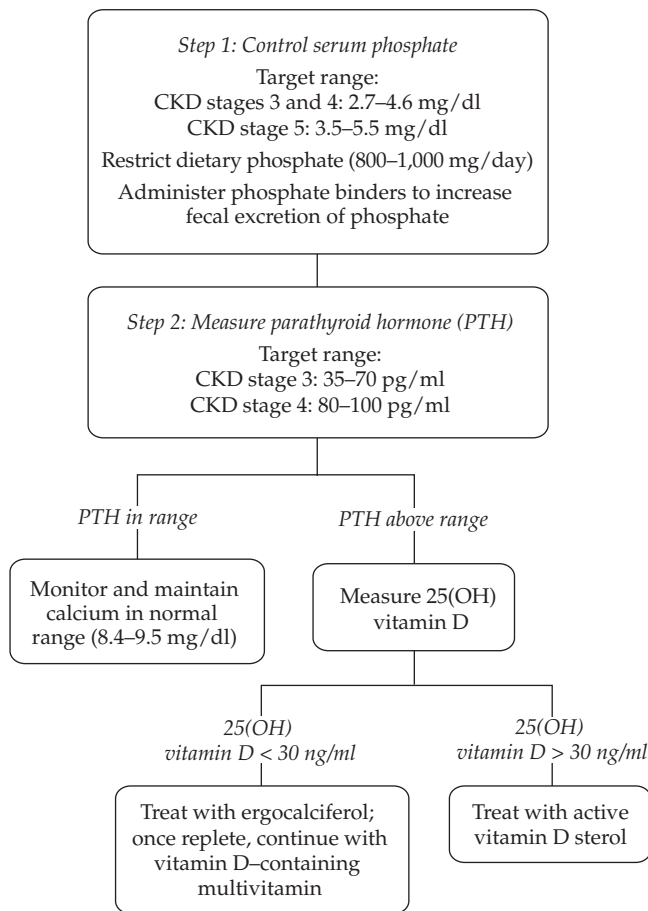 Step 1: Control serum phosphate
Target range:
CKD stages 3 and 4: 2.7–4.6 mg/dl
CKD stage 5: 3.5–5.5 mg/dl
Restrict dietary phosphate (800–1,000 mg/day)
Administer phosphate binders to increase
fecal excretion of phosphate
Step 2: Measure parathyroid hormone (PTH)
Target range:
CKD stage 3: 35–70 pg/ml
CKD stage 4: 80–100 pg/ml
PTH in range
PTH above range
Monitor and maintain
calcium in normal
range (8.4–9.5 mg/dl)
Measure 25(OH)
vitamin D
25(OH)
vitamin D < 30 ng/ml
25(OH)
vitamin D > 30 ng/ml
Treat with ergocalciferol;
once replete, continue with
vitamin D–containing
multivitamin
Treat with active
vitamin D sterol